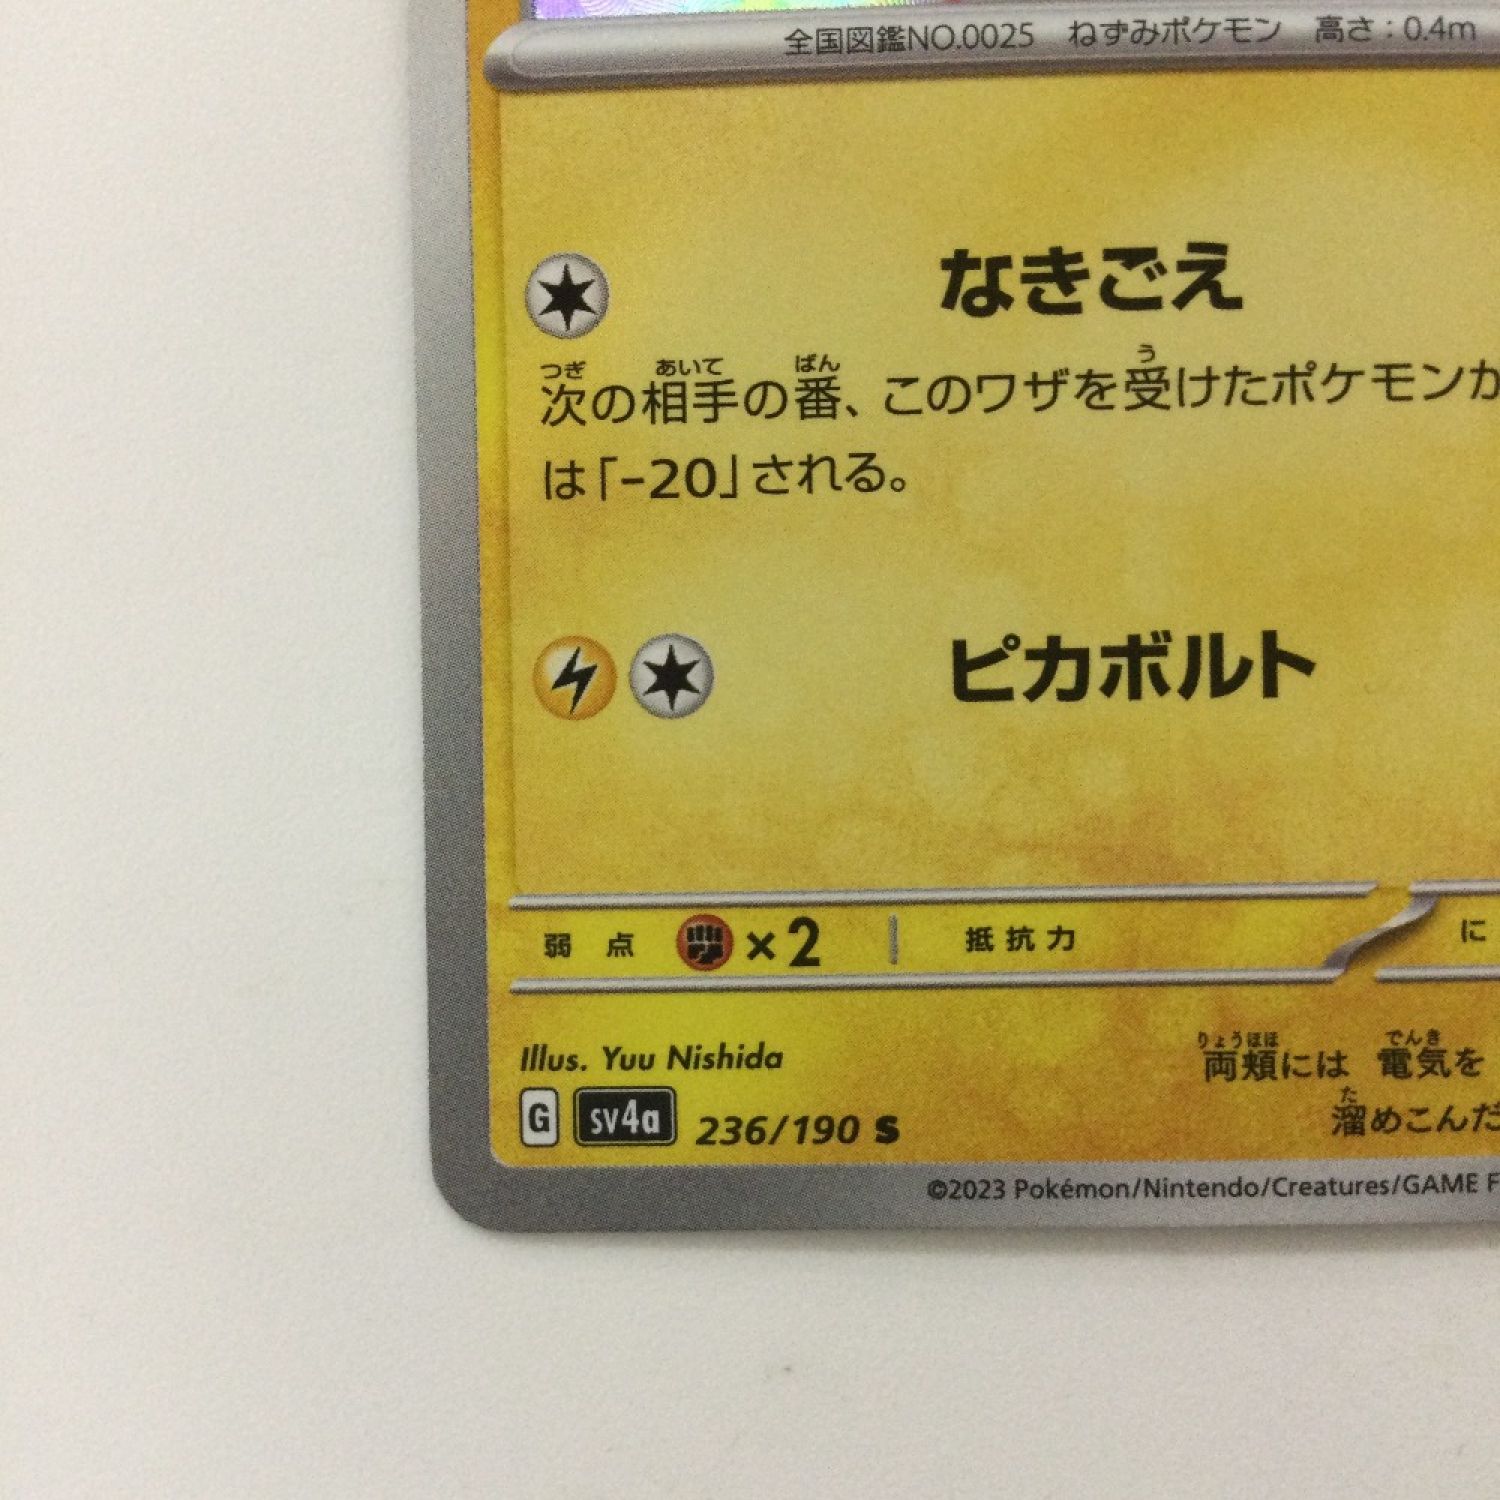 全国図鑑NO.0025 ねずみポケモン 高さ：0.4m
なきごえ
つぎ あいて ばん う
次の相手の番、このワザを受けたポケモンが
は「-20」される。
ピカボルト
弱点 ×2 抵抗力 に
Illus. Yuu Nishida
りょうほほ でんき
両頬には 電気を
G sv4a 236/190 S
た
溜めこんだ
©2023 Pokémon/Nintendo/Creatures/GAME F